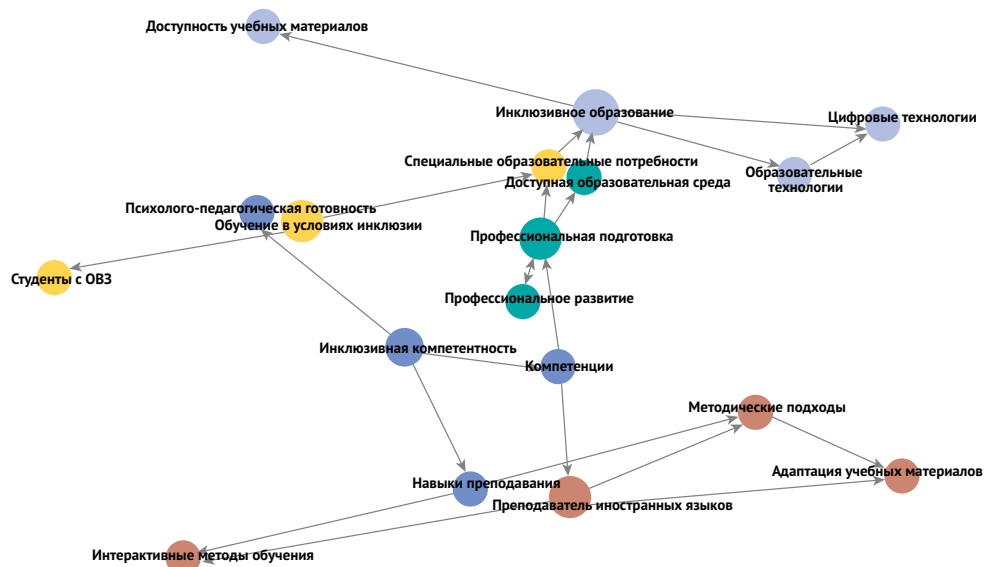 Доступность учебных материалов
Инклюзивное образование
Цифровые технологии
Специальные образовательные потребности
Образовательные
технологии
Доступная образовательная среда
Психолого-педагогическая готовность
Обучение в условиях инклюзии
Профессиональная подготовка
Студенты с ОВЗ
Профессиональное развитие
Инклюзивная компетентность
Компетенции
Методические подходы
Адаптация учебных материалов
Навыки преподавания
Преподаватель иностранных языков
Интерактивные методы обучения